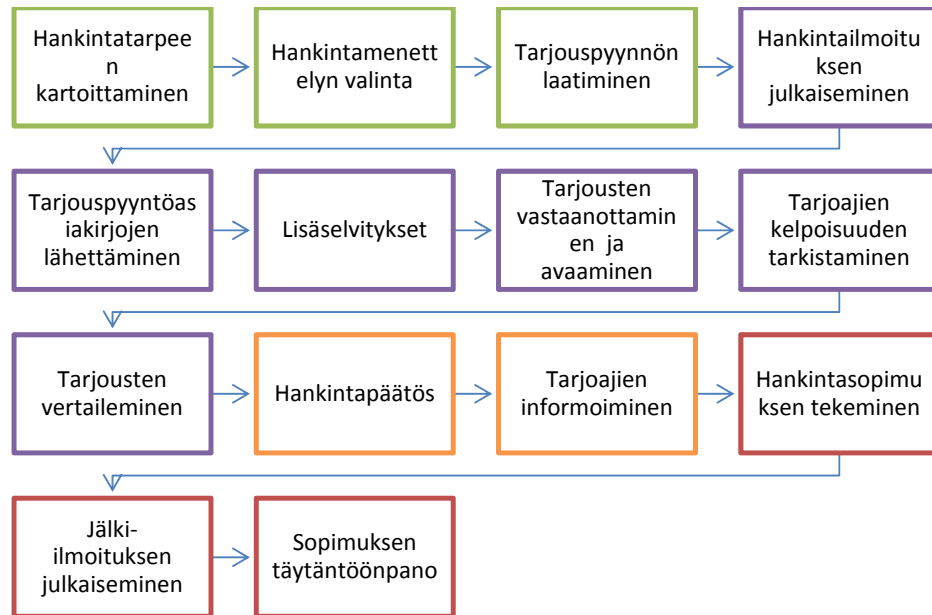 Hankintatarpee
n
kartoittaminen
Hankintamenett
elyn valinta
Tarjouspyynnön
laatiminen
Hankintailmoitu
ksen
julkaiseminen
Tarjouspyyntöas
iakirjojen
lähettäminen
Lisäselvitykset
Tarjousten
vastaanottamin
en ja
avaaminen
Tarjoajien
kelpoisuuden
tarkistaminen
Tarjousten
vertaileminen
Hankintapäätös
Tarjoajien
informoiminen
Hankintasopimu
ksen tekeminen
Jälki-
ilmoituksen
julkaiseminen
Sopimuksen
täytäntöönpano